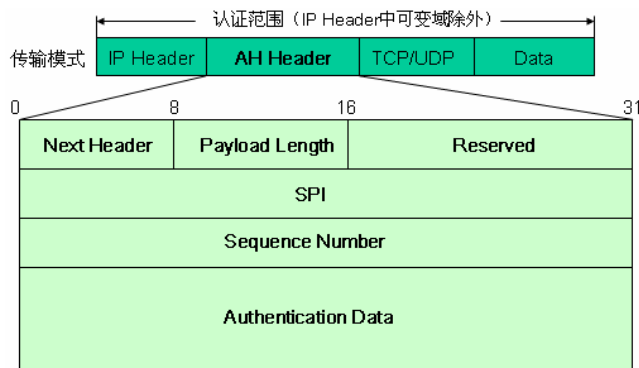 认证范围（IP Header中可变域除外）
传输模式 IP Header AH Header TCP/UDP Data
0 8 16 31
Next Header Payload Length Reserved
SPI
Sequence Number
Authentication Data